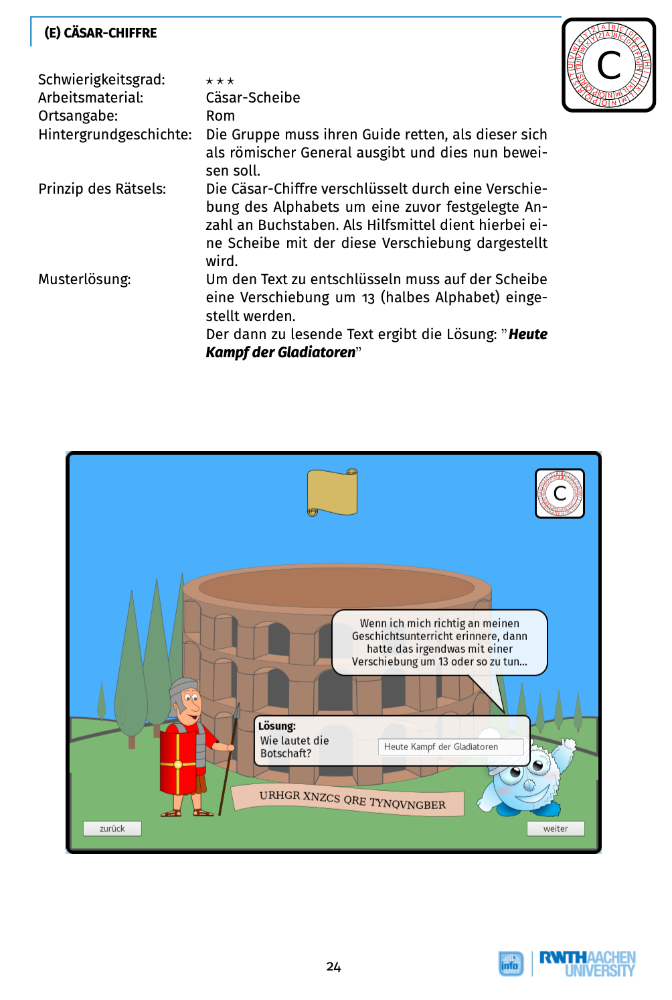 (E) CÄSAR-CHIFFRE
C
Schwierigkeitsgrad: ⋆⋆⋆
Arbeitsmaterial: Cäsar-Scheibe
Ortsangabe: Rom
Hintergrundgeschichte: Die Gruppe muss ihren Guide retten, als dieser sich
als römischer General ausgibt und dies nun bewei-
sen soll.
Prinzip des Rätsels: Die Cäsar-Chiffre verschlüsselt durch eine Verschie-
bung des Alphabets um eine zuvor festgelegte An-
zahl an Buchstaben. Als Hilfsmittel dient hierbei ei-
ne Scheibe mit der diese Verschiebung dargestellt
wird.
Musterlösung: Um den Text zu entschlüsseln muss auf der Scheibe
eine Verschiebung um 13 (halbes Alphabet) einge-
stellt werden.
Der dann zu lesende Text ergibt die Lösung: ”Heute
Kampf der Gladiatoren”
C
Wenn ich mich richtig an meinen
Geschichtsunterricht erinnere, dann
hatte das irgendwas mit einer
Verschiebung um 13 oder so zu tun...
Lösung:
Wie lautet die
Botschaft?
Heute Kampf der Gladiatoren
URHGR XNZCS QRE TYNQVNGBER
zurück
weiter
24
info
sphere
RWTHAACHEN
UNIVERSITY